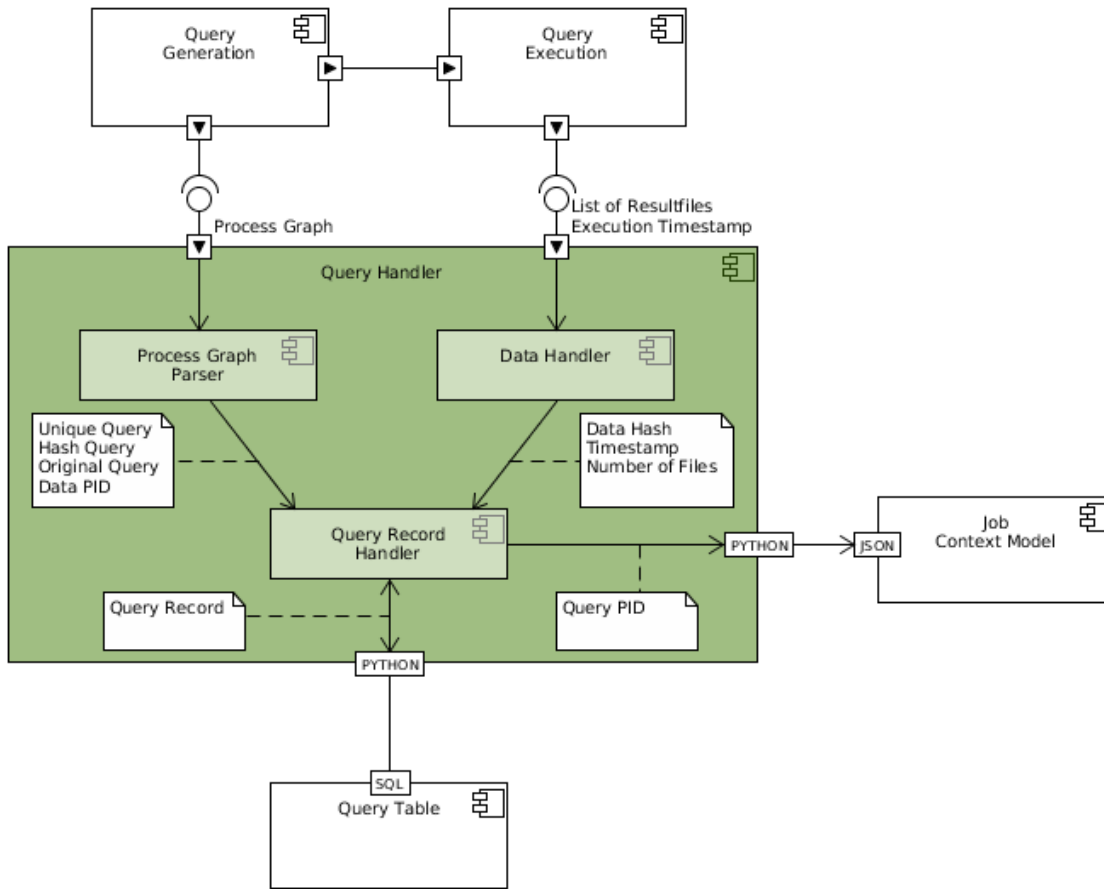 Query
Generation
Query
Execution
Process Graph
List of Resultfiles
Execution Timestamp
Query Handler
Process Graph
Parser
Data Handler
Unique Query
Hash Query
Original Query
Data PID
Data Hash
Timestamp
Number of Files
Query Record
Handler
PYTHON
JSON
Job
Context Model
Query Record
Query PID
PYTHON
SQL
Query Table